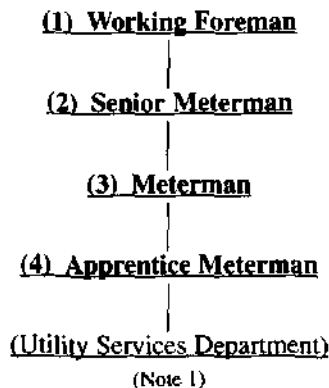 (1) Working Foreman
(2) Senior Meterman
(3) Meterman
(4) Apprentice Meterman
(Utility Services Department)
(Note 1)